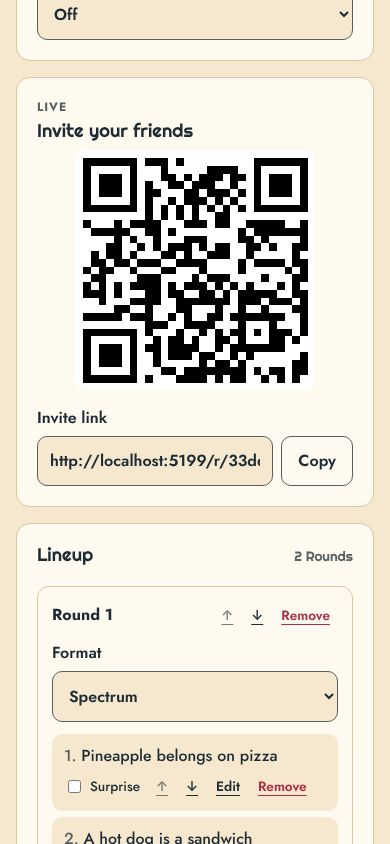 Off
LIVE
Invite your friends
Invite link
http://localhost:5199/r/33d
Copy
Lineup
2 Rounds
Round 1
↑ ↓ Remove
Format
Spectrum
1. Pineapple belongs on pizza
Surprise ↑ ↓ Edit Remove
2. A hot dog is a sandwich